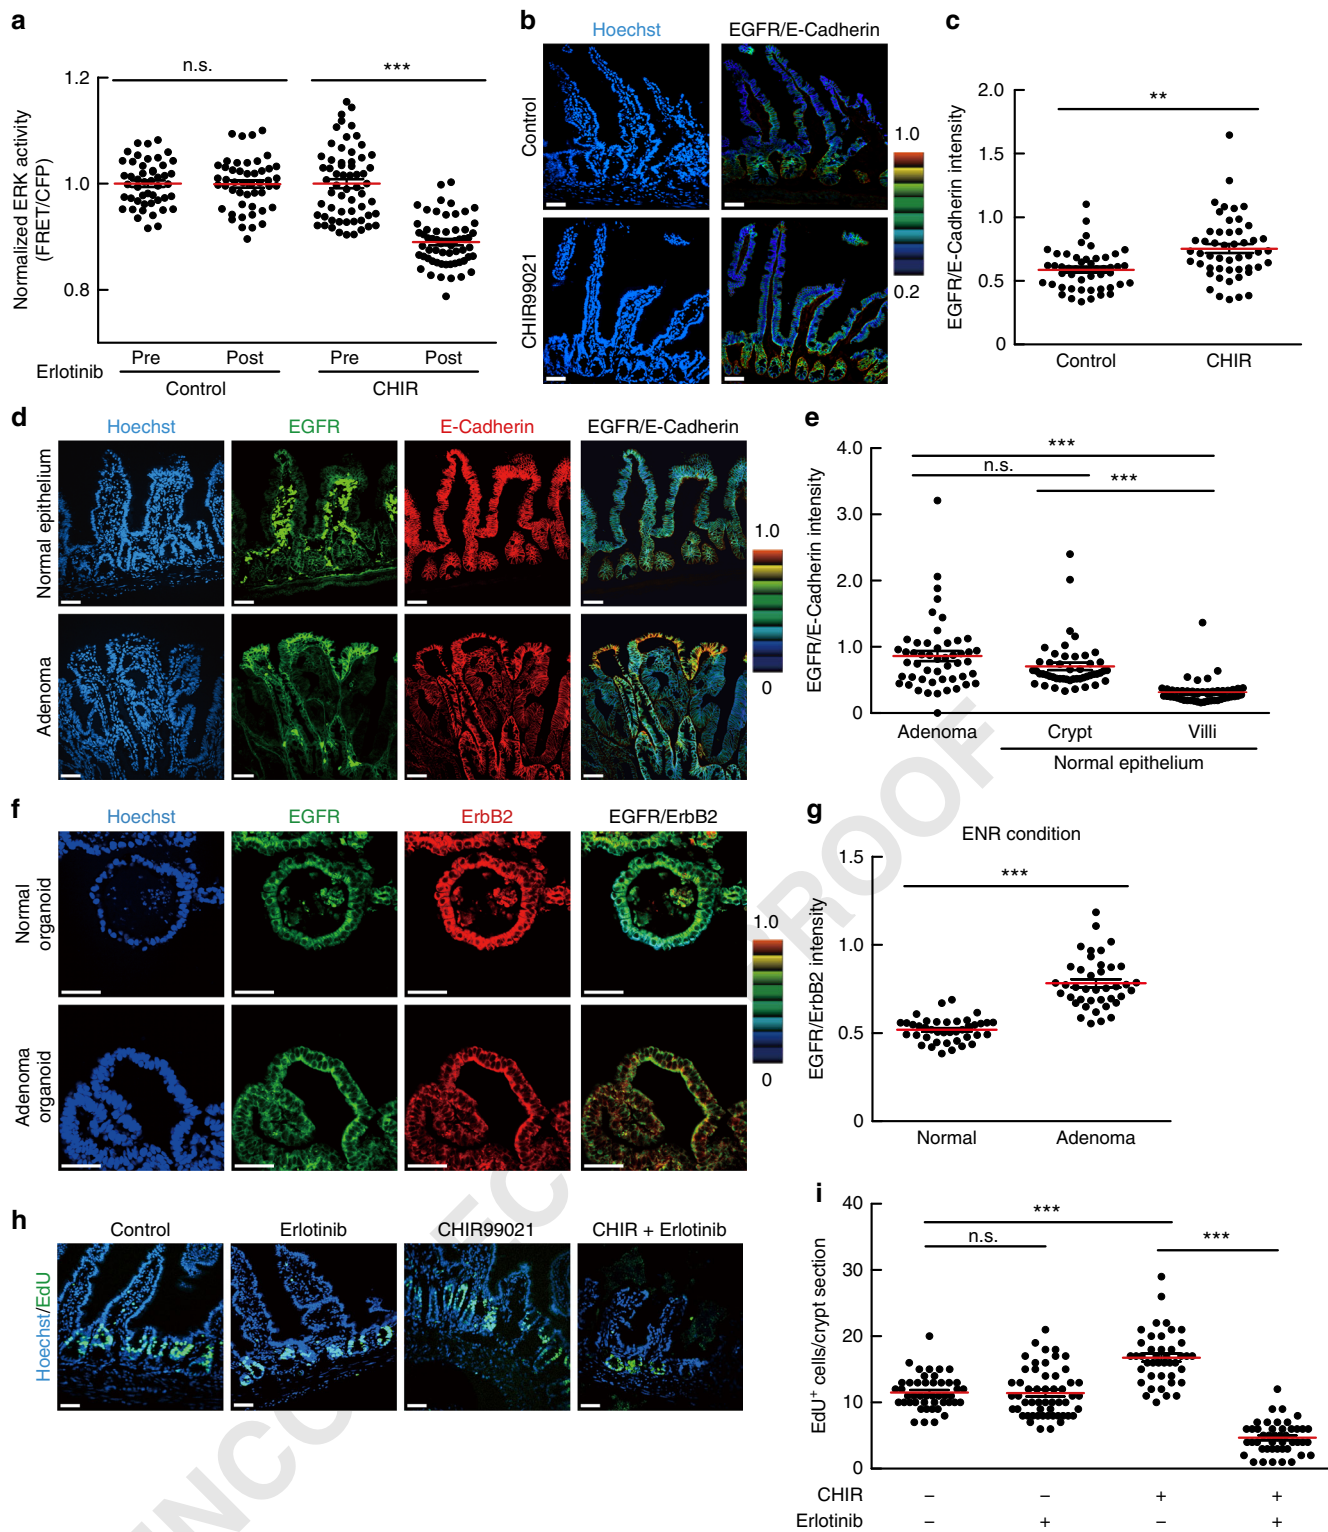 a
n.s.
***
1.2
1.0
0.8
Normalized ERK activity
(FRET/CFP)
Erlotinib
Pre
Post
Pre
Post
Control
CHIR
b
Hoechst
EGFR/E-Cadherin
Control
CHIR99021
1.0
0.2
c
**
2.0
1.5
1.0
0.5
0
EGFR/E-Cadherin intensity
Control
CHIR
d
Hoechst
EGFR
E-Cadherin
EGFR/E-Cadherin
Normal epithelium
Adenoma
1.0
0
e
***
n.s.
***
4.0
3.0
2.0
1.0
0
EGFR/E-Cadherin intensity
Adenoma
Crypt
Villi
Normal epithelium
f
Hoechst
EGFR
ErbB2
EGFR/ErbB2
Normal
organoid
Adenoma
organoid
1.0
0
g
ENR condition
***
1.5
1.0
0.5
0
EGFR/ErbB2 intensity
Normal
Adenoma
h
Control
Erlotinib
CHIR99021
CHIR + Erlotinib
Hoechst/EdU
i
***
n.s.
***
40
30
20
10
0
EdU+ cells/crypt section
CHIR
– – + +
Erlotinib
– + – +